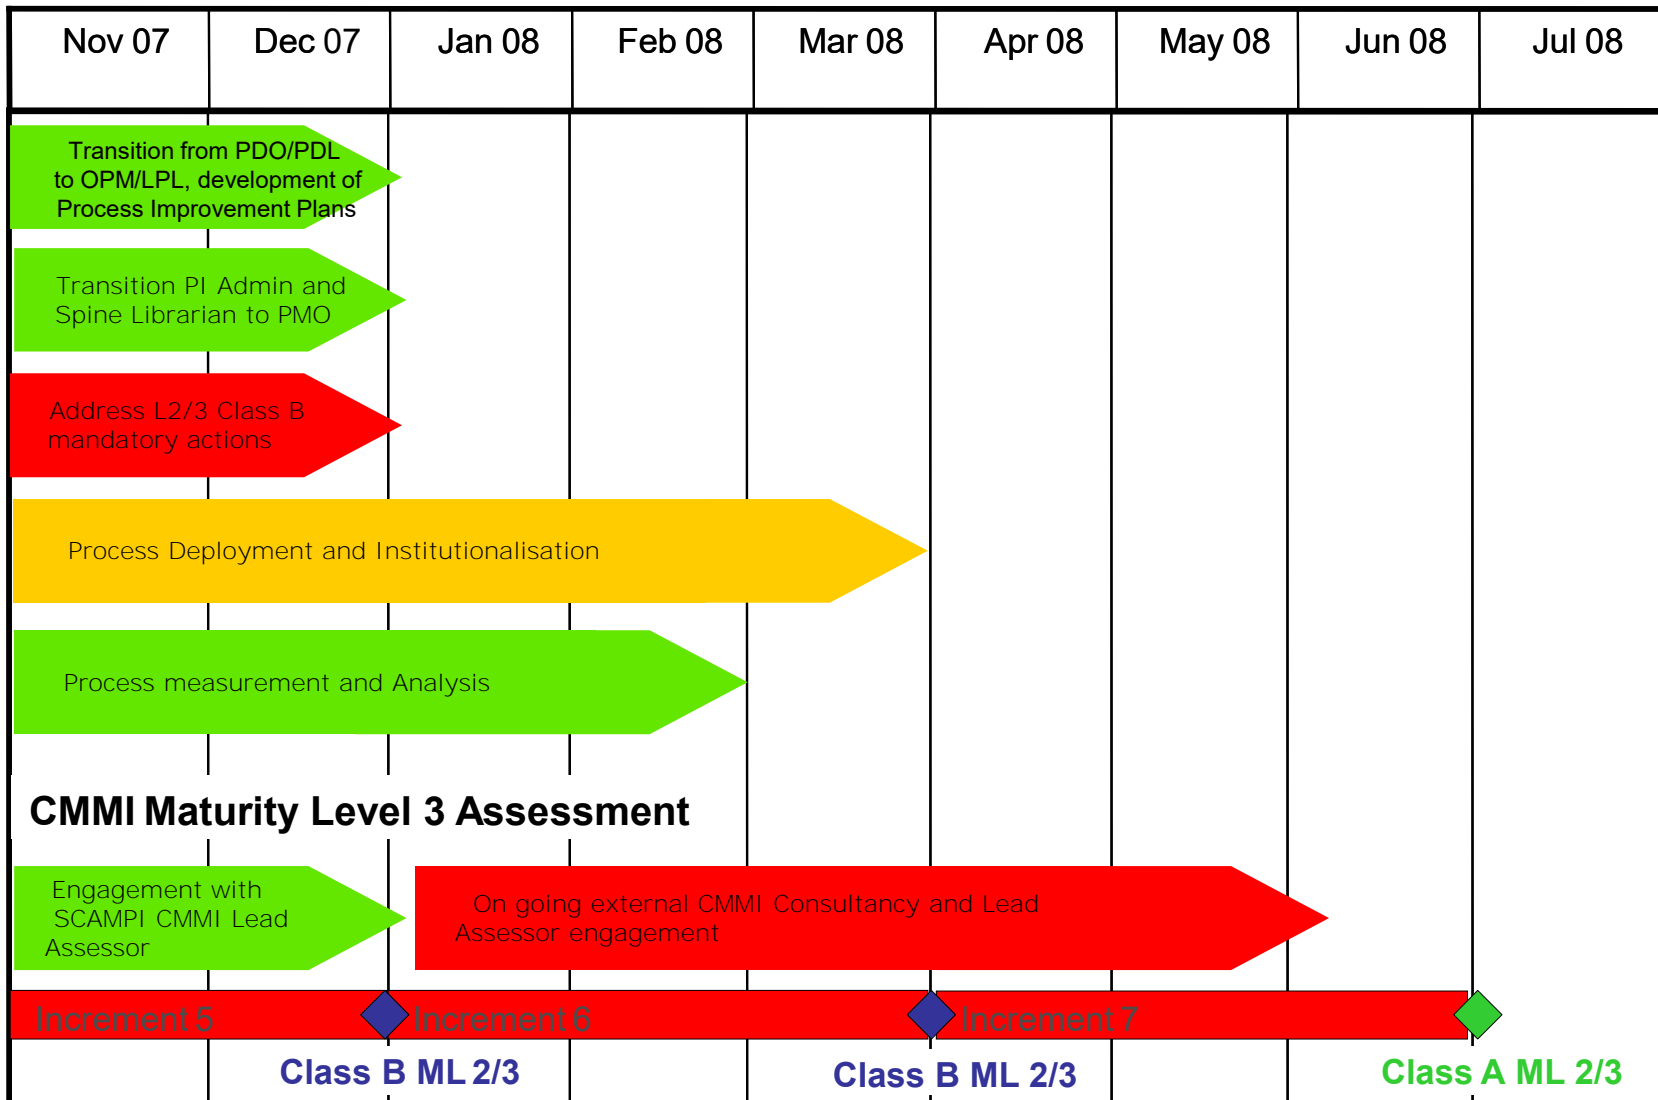 Nov 07 Dec 07 Jan 08 Feb 08 Mar 08 Apr 08 May 08 Jun 08 Jul 08
Transition from PDO/PDL
to OPM/LPL, development of
Process Improvement Plans
Transition PI Admin and
Spine Librarian to PMO
Address L2/3 Class B
mandatory actions
Process Deployment and Institutionalisation
Process measurement and Analysis
CMMI Maturity Level 3 Assessment
Engagement with
SCAMPI CMMI Lead
Assessor
On going external CMMI Consultancy and Lead
Assessor engagement
Increment 5 Increment 6 Increment 7
Class B ML 2/3 Class B ML 2/3 Class A ML 2/3